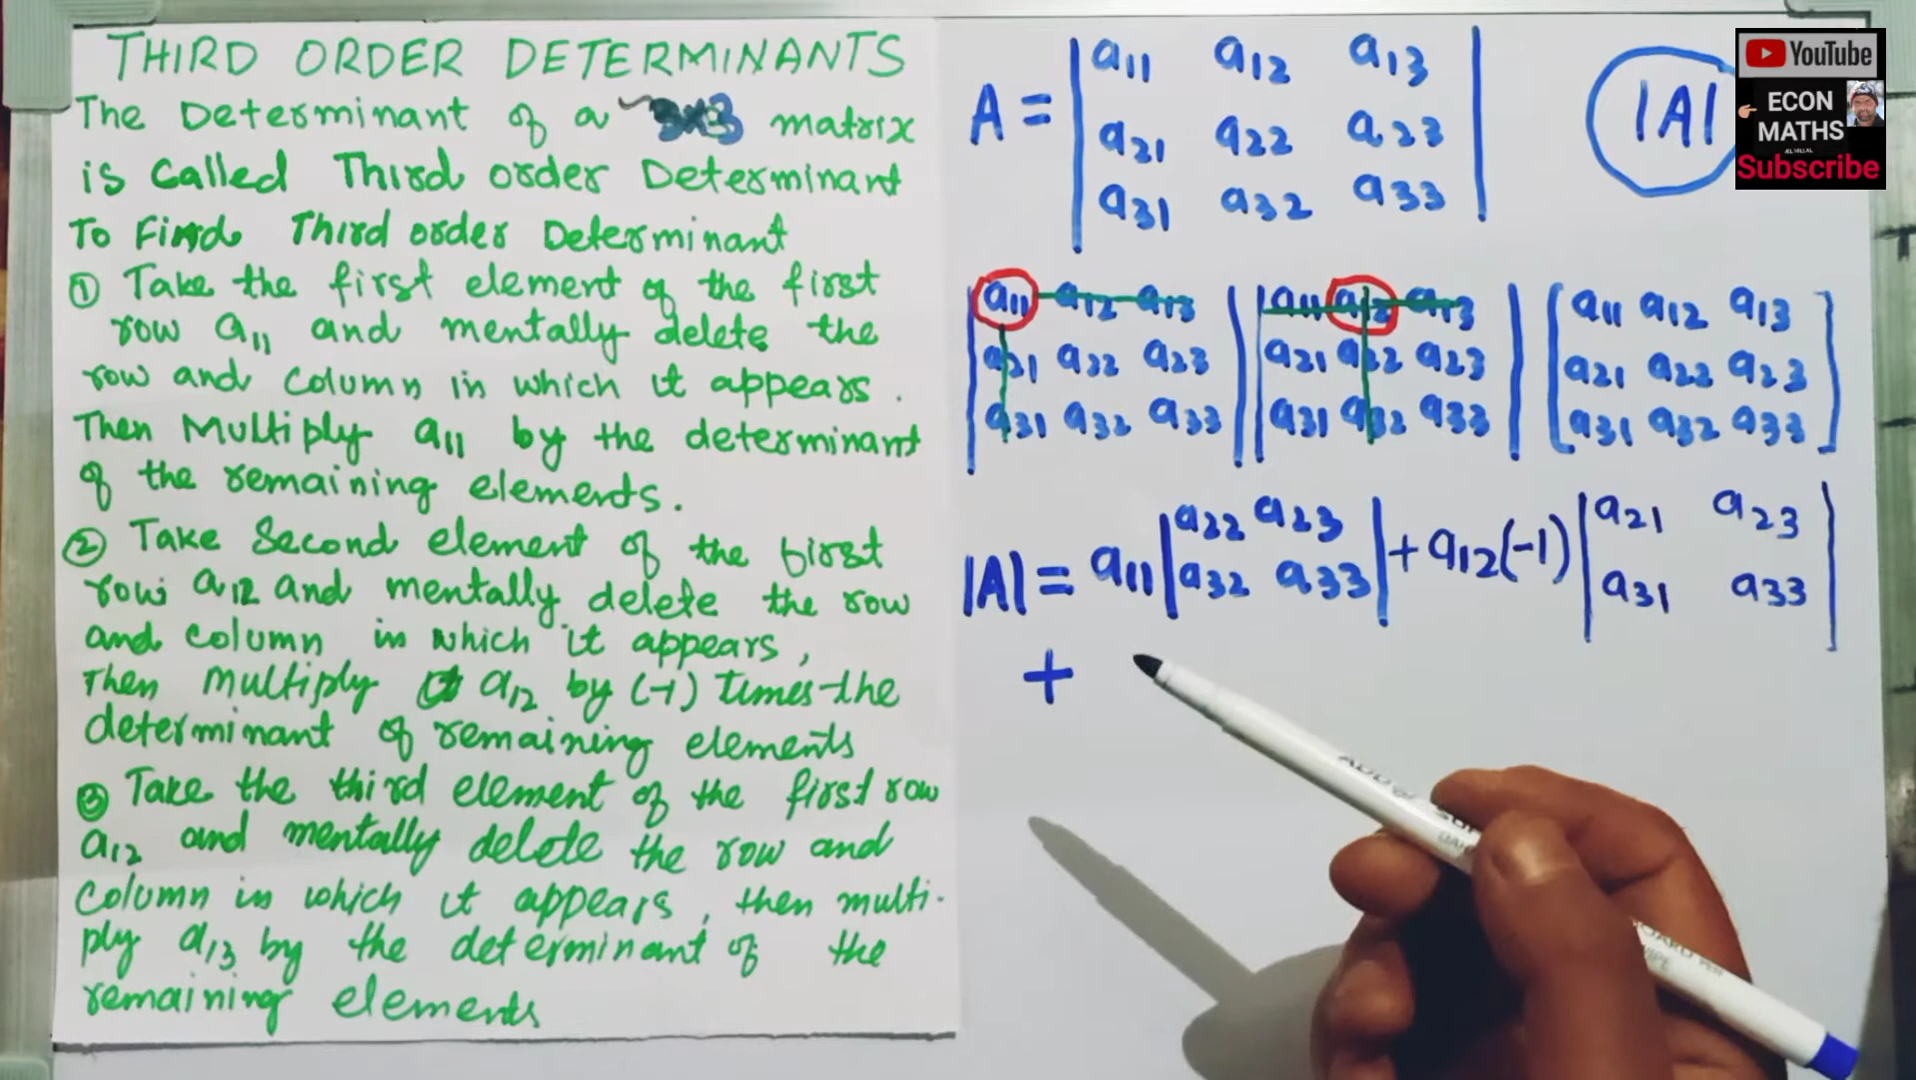 THIRD ORDER DETERMINANTS
The Determinant of a 3×3 matrix
is Called Third order Determinant
To Find Third order Determinant
① Take the first element of the first
row a11 and mentally delete the
row and column in which it appears.
Then Multiply a11 by the determinant
of the remaining elements.
② Take Second element of the first
row a12 and mentally delete the row
and column in which it appears,
Then multiply a12 by (-1) times the
determinant of remaining elements
③ Take the third element of the first row
a12 and mentally delete the row and
Column in which it appears, then multi-
ply a13 by the determinant of the
remaining elements
A = | a11 a12 a13 |
| a21 a22 a23 |
| a31 a32 a33 |
|A|
YouTube
ECON
MATHS
Subscribe
| a11 a12 a13 | | a11 a12 a13 | [ a11 a12 a13 ]
| a21 a22 a23 | | a21 a22 a23 | [ a21 a22 a23 ]
| a31 a32 a33 | | a31 a32 a33 | [ a31 a32 a33 ]
|A| = a11 | a22 a23 | + a12(-1) | a21 a23 |
| a32 a33 | | a31 a33 |
+